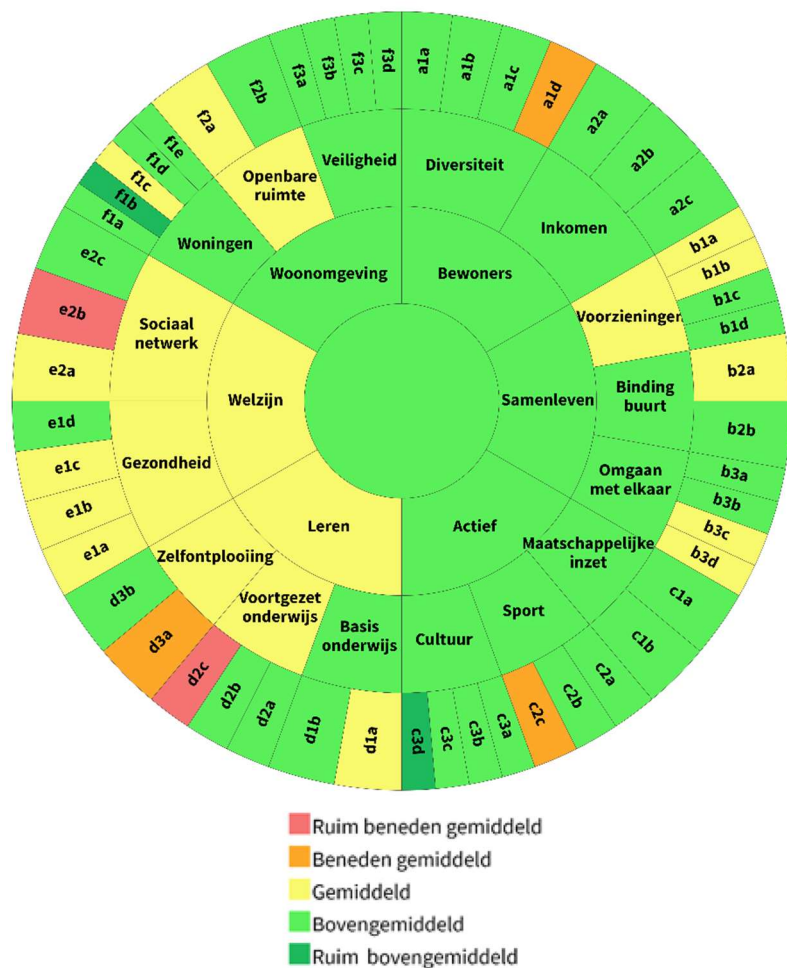 a1a
a1b
a1c
a1d
a2a
a2b
a2c
b1a
b1b
b1c
b1d
b2a
b2b
b3a
b3b
b3c
b3d
c1a
c1b
c2a
c2b
c2c
c3a
c3b
c3c
c3d
d1a
d1b
d2a
d2b
d2c
d3a
d3b
e1a
e1b
e1c
e1d
e2a
e2b
e2c
f1a
f1b
f1c
f1d
f1e
f2a
f2b
f3a
f3b
f3c
f3d
Diversiteit
Inkomen
Voorzieningen
Binding
buurt
Omgaan
met elkaar
Maatschappelijke
inzet
Sport
Cultuur
Basis
onderwijs
Voortgezet
onderwijs
Zelfontplooiing
Gezondheid
Sociaal
netwerk
Woningen
Openbare
ruimte
Veiligheid
Bewoners
Samenleven
Actief
Leren
Welzijn
Woonomgeving
Ruim beneden gemiddeld
Beneden gemiddeld
Gemiddeld
Bovengemiddeld
Ruim bovengemiddeld